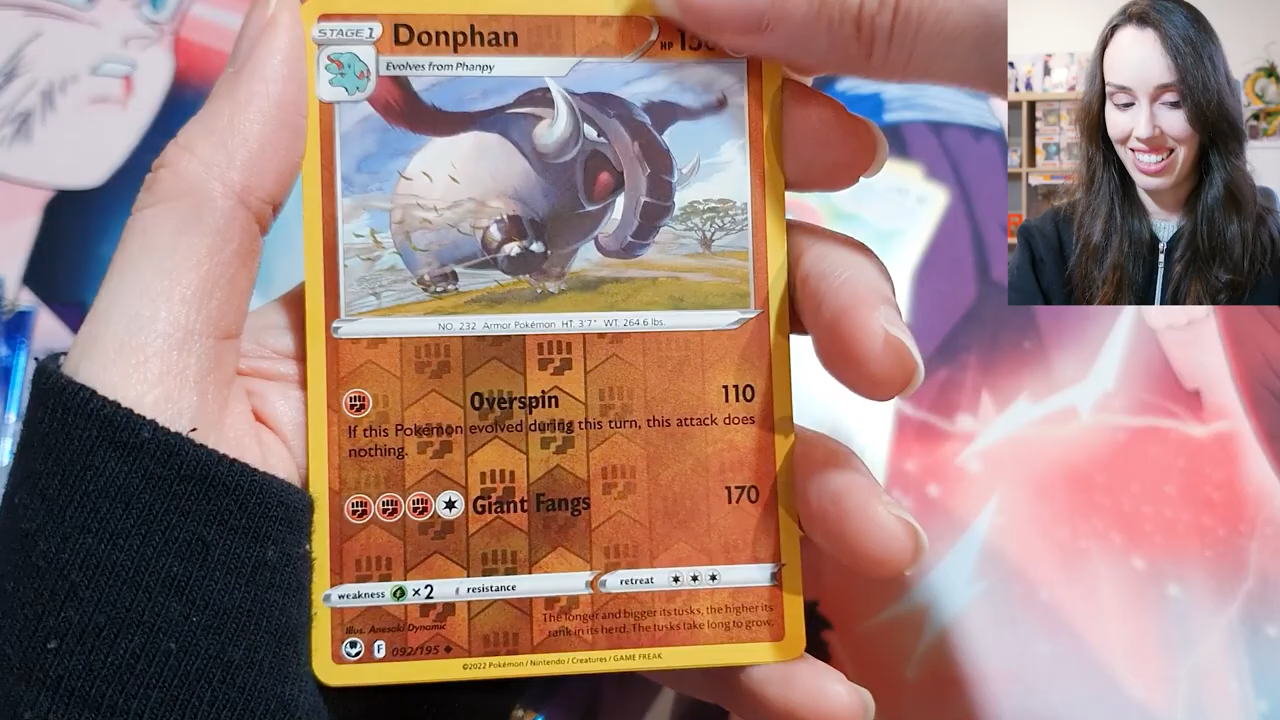 STAGE 1
Donphan
HP
Evolves from Phanpy
NO. 232 Armor Pokémon HT. 3'7" WT. 264.6 lbs.
Overspin 110
If this Pokémon evolved during this turn, this attack does
nothing.
Giant Fangs 170
weakness ×2 resistance retreat
The longer and bigger its tusks, the higher its
rank in its herd. The tusks take long to grow.
Illus. Anesaki Dynamic
F 092/195
©2022 Pokémon / Nintendo / Creatures / GAME FREAK